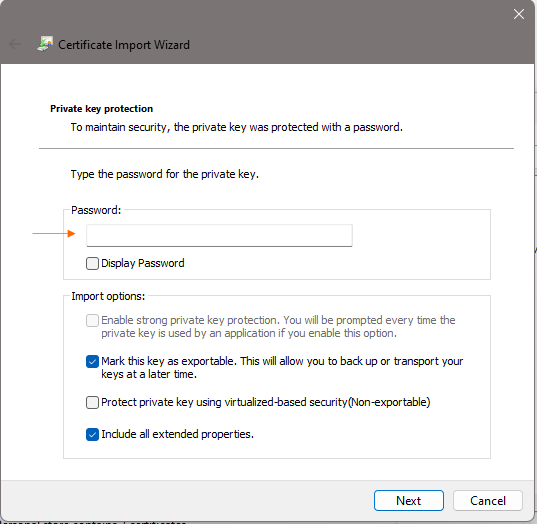 Certificate Import Wizard
Private key protection
To maintain security, the private key was protected with a password.
Type the password for the private key.
Password:
Display Password
Import options:
Enable strong private key protection. You will be prompted every time the
private key is used by an application if you enable this option.
Mark this key as exportable. This will allow you to back up or transport your
keys at a later time.
Protect private key using virtualized-based security(Non-exportable)
Include all extended properties.
Next
Cancel